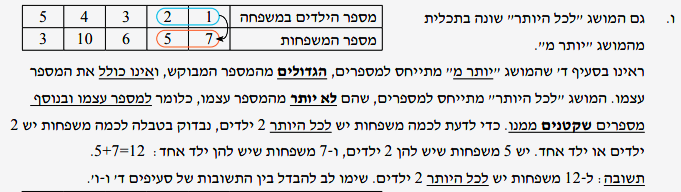 ו. גם המושג "לכל היותר" שונה בתכלית
מהמושג "יותר מ".
מספר הילדים במשפחה 1 2 3 4 5
מספר המשפחות 7 5 6 10 3
ראינו בסעיף ד' שהמושג "יותר מ" מתייחס למספרים, הגדולים מהמספר המבוקש, ואינו כולל את המספר
עצמו. המושג "לכל היותר" מתייחס למספרים, שהם לא יותר מהמספר עצמו, כלומר למספר עצמו ובנוסף
מספרים שקטנים ממנו. כדי לדעת לכמה משפחות יש לכל היותר 2 ילדים, נבדוק בטבלה לכמה משפחות יש 2
ילדים או ילד אחד. יש 5 משפחות שיש להן 2 ילדים, ו-7 משפחות שיש להן ילד אחד: 5+7=12.
תשובה: ל-12 משפחות יש לכל היותר 2 ילדים. שימו לב להבדל בין התשובות של סעיפים ד' ו-ו'.